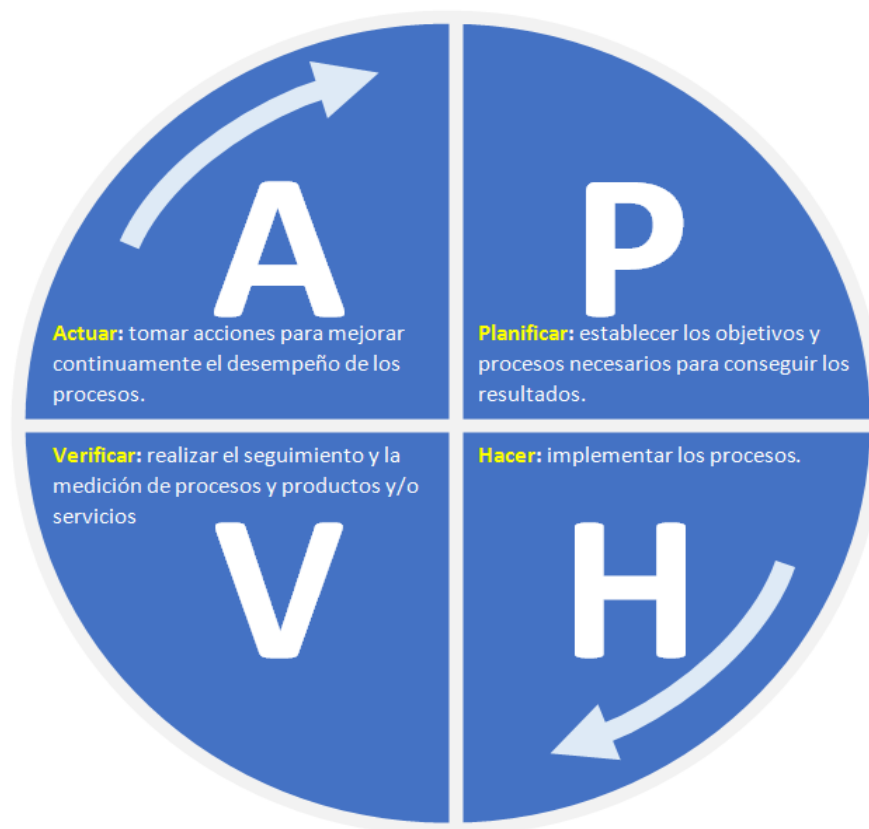 A
Actuar: tomar acciones para mejorar
continuamente el desempeño de los
procesos.
P
Planificar: establecer los objetivos y
procesos necesarios para conseguir los
resultados.
Verificar: realizar el seguimiento y la
medición de procesos y productos y/o
servicios
V
Hacer: implementar los procesos.
H